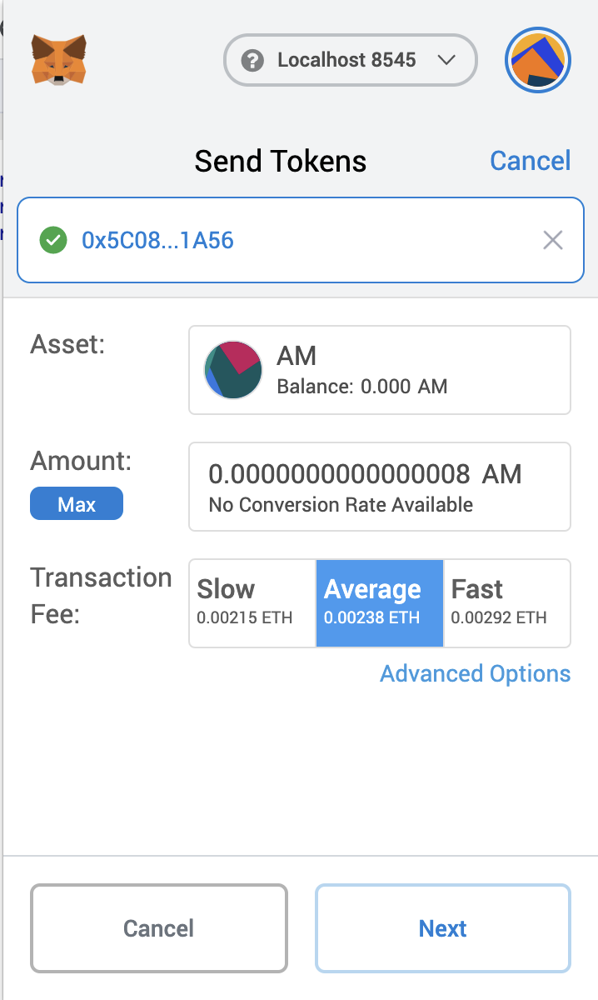 Localhost 8545
Send Tokens
Cancel
0x5C08...1A56
Asset:
AM
Balance: 0.000 AM
Amount:
Max
0.0000000000000008 AM
No Conversion Rate Available
Transaction
Fee:
Slow
0.00215 ETH
Average
0.00238 ETH
Fast
0.00292 ETH
Advanced Options
Cancel
Next